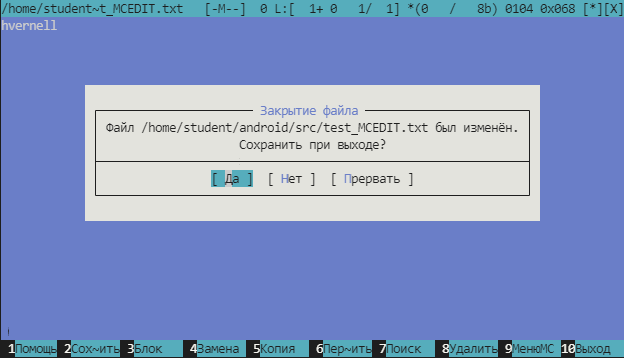 /home/student~t_MCEDIT.txt   [-M--]  0 L:[  1+ 0   1/  1] *(0   /   8b) 0104 0x068 [*][X]
hvernell
Закрытие файла
Файл /home/student/android/src/test_MCEDIT.txt был изменён.
Сохранить при выходе?
[ Да ]  [ Нет ]  [ Прервать ]
1Помощь 2Сох~ить 3Блок 4Замена 5Копия 6Пер~ить 7Поиск 8Удалить 9МенюMC 10Выход